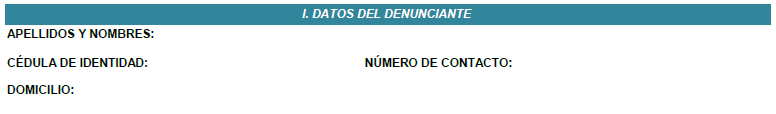 I. DATOS DEL DENUNCIANTE
APELLIDOS Y NOMBRES:
CÉDULA DE IDENTIDAD: NÚMERO DE CONTACTO:
DOMICILIO: